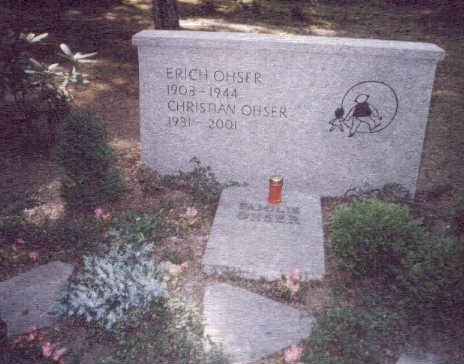 ERICH OHSER
1903-1944
CHRISTIAN OHSER
1931-2001
FAMILIE
OHSER